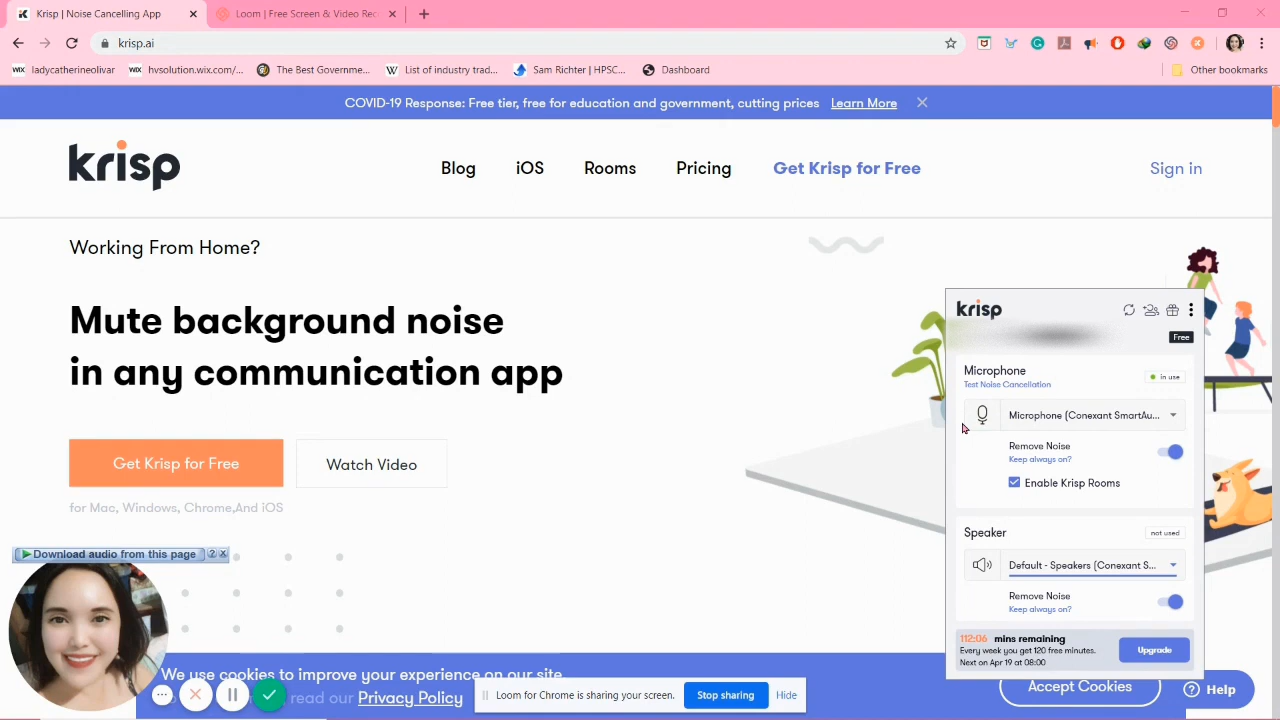 Krisp | Noise Cancelling App
Loom | Free Screen & Video Rec
krisp.ai
WIX ladycatherineolivar
WIX hvsolution.wix.com/...
The Best Governme...
W List of industry trad...
Sam Richter | HPSC...
Dashboard
Other bookmarks
COVID-19 Response: Free tier, free for education and government, cutting prices Learn More
krisp
Blog
iOS
Rooms
Pricing
Get Krisp for Free
Sign in
Working From Home?
Mute background noise
in any communication app
Get Krisp for Free
Watch Video
for Mac, Windows, Chrome,And iOS
krisp
Free
Microphone
in use
Test Noise Cancellation
Microphone (Conexant SmartAu...
Remove Noise
Keep always on?
Enable Krisp Rooms
Speaker
not used
Default - Speakers (Conexant S...
Remove Noise
Keep always on?
112:06 mins remaining
Every week you get 120 free minutes.
Next on Apr 19 at 08:00
Upgrade
Download audio from this page ? x
We use cookies to improve your experience on our site
read our Privacy Policy
Loom for Chrome is sharing your screen.
Stop sharing
Hide
Accept Cookies
? Help